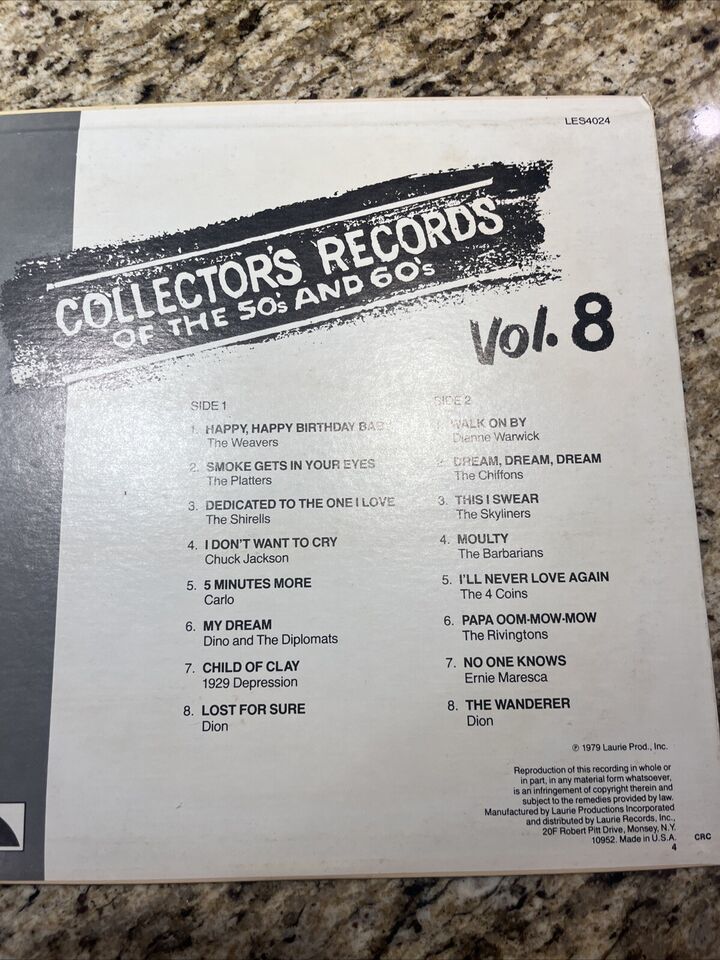 LES4024
COLLECTOR'S RECORDS
OF THE 50's AND 60's
Vol. 8
SIDE 1
1. HAPPY, HAPPY BIRTHDAY BABY
The Weavers
2. SMOKE GETS IN YOUR EYES
The Platters
3. DEDICATED TO THE ONE I LOVE
The Shirells
4. I DON'T WANT TO CRY
Chuck Jackson
5. 5 MINUTES MORE
Carlo
6. MY DREAM
Dino and The Diplomats
7. CHILD OF CLAY
1929 Depression
8. LOST FOR SURE
Dion
SIDE 2
1. WALK ON BY
Dienne Warwick
2. DREAM, DREAM, DREAM
The Chiffons
3. THIS I SWEAR
The Skyliners
4. MOULTY
The Barbarians
5. I'LL NEVER LOVE AGAIN
The 4 Coins
6. PAPA OOM-MOW-MOW
The Rivingtons
7. NO ONE KNOWS
Ernie Maresca
8. THE WANDERER
Dion
℗ 1979 Laurie Prod., Inc.
Reproduction of this recording in whole or
in part, in any material form whatsoever,
is an infringement of copyright therein and
subject to the remedies provided by law.
Manufactured by Laurie Productions Incorporated
and distributed by Laurie Records, Inc.,
20F Robert Pitt Drive, Monsey, N.Y.
10952. Made in U.S.A.
4
CRC